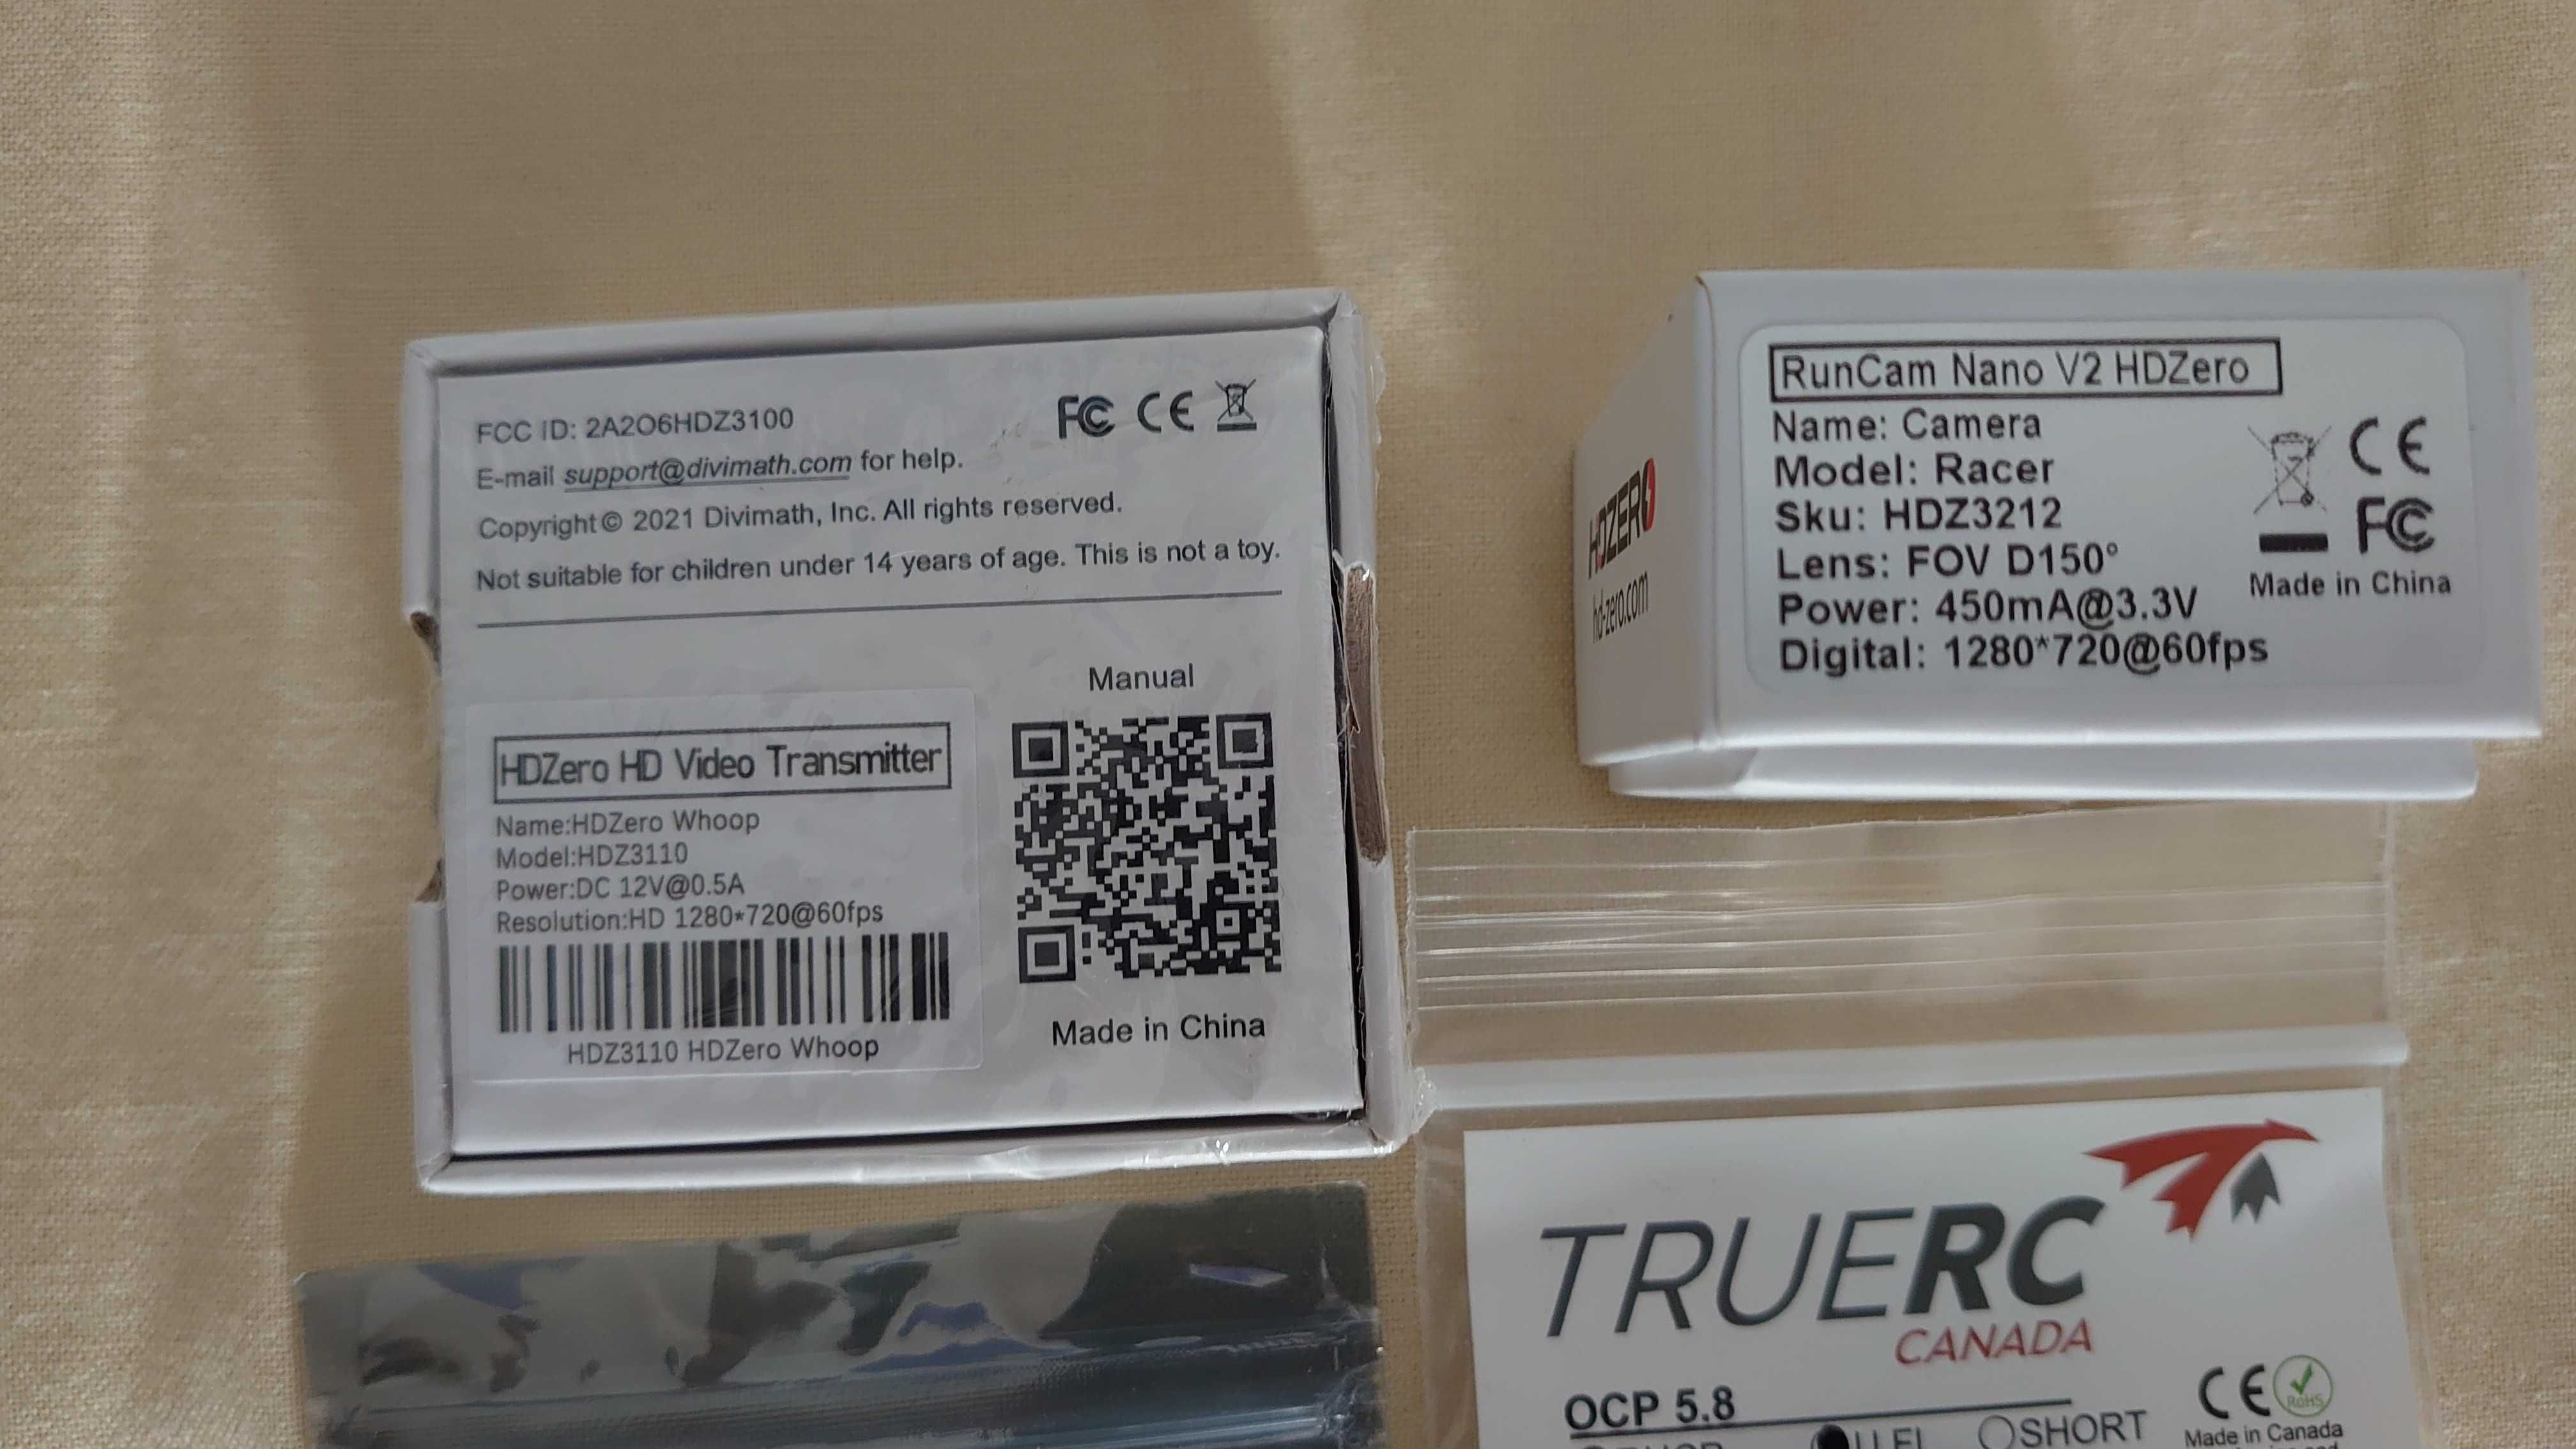 FCC ID: 2A2O6HDZ3100
E-mail support@divimath.com for help.
Copyright© 2021 Divimath, Inc. All rights reserved.
Not suitable for children under 14 years of age. This is not a toy.
FC CE
Manual
HDZero HD Video Transmitter
Name:HDZero Whoop
Model:HDZ3110
Power:DC 12V@0.5A
Resolution:HD 1280*720@60fps
HDZ3110 HDZero Whoop
Made in China
HDZERO
hd-zero.com
RunCam Nano V2 HDZero
Name: Camera
Model: Racer
Sku: HDZ3212
Lens: FOV D150°
Power: 450mA@3.3V
Digital: 1280*720@60fps
CE
FC
Made in China
TRUERC
CANADA
OCP 5.8
SHORT
CE RoHS
Made in Canada